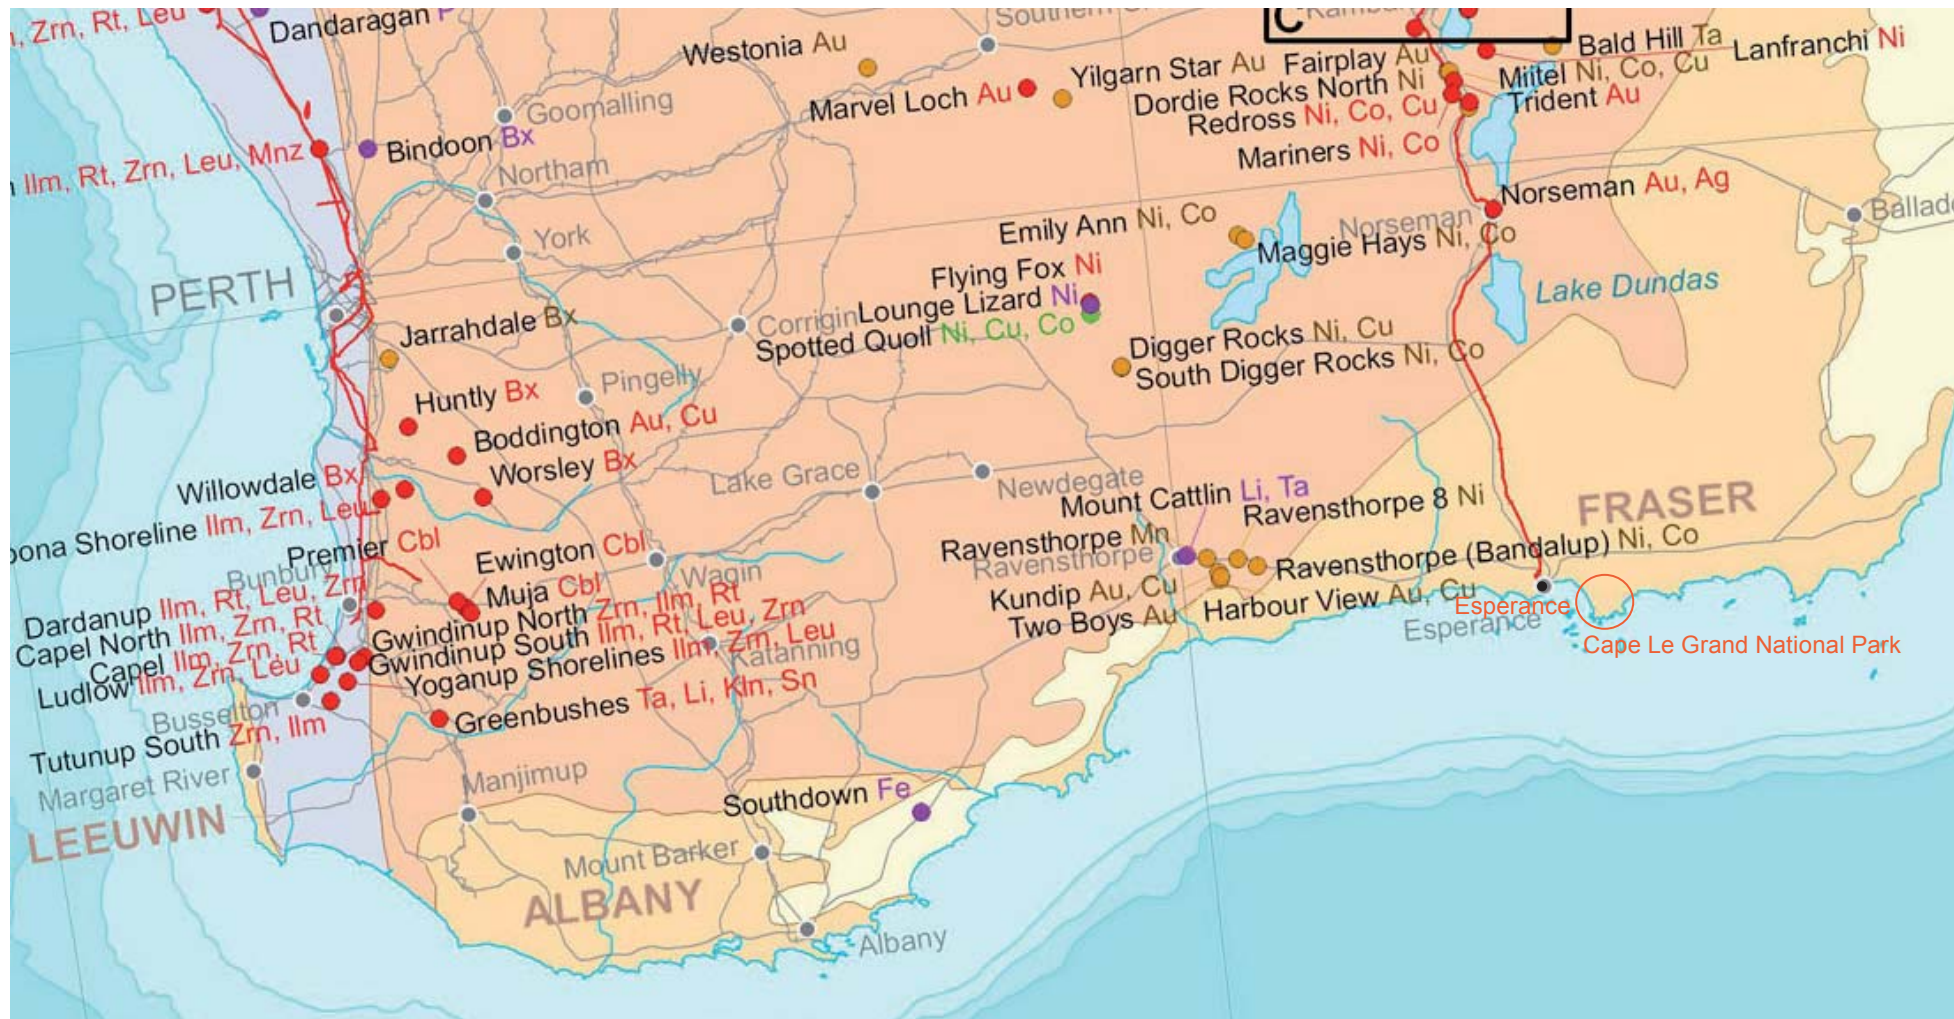 Zrn, Rt, Leu
Dandaragan P
Westonia Au
C
Bald Hill Ta
Lanfranchi Ni
Yilgarn Star Au
Fairplay Au
Miitel Ni, Co, Cu
Goomalling
Marvel Loch Au
Dordie Rocks North Ni
Trident Au
Redross Ni, Co, Cu
Bindoon Bx
Ilm, Rt, Zrn, Leu, Mnz
Mariners Ni, Co
Northam
Norseman Au, Ag
Norseman
Emily Ann Ni, Co
Maggie Hays Ni, Co
York
Flying Fox Ni
PERTH
Lake Dundas
Lounge Lizard Ni
Corrigin
Jarrahdale Bx
Spotted Quoll Ni, Cu, Co
Digger Rocks Ni, Cu
South Digger Rocks Ni, Co
Pingelly
Huntly Bx
Boddington Au, Cu
Worsley Bx
Lake Grace
Newdegate
Willowdale Bx
Mount Cattlin Li, Ta
Ravensthorpe 8 Ni
FRASER
Shoreline Ilm, Zrn, Leu
Premier Cbl
Ewington Cbl
Ravensthorpe Mn
Ravensthorpe
Ravensthorpe (Bandalup) Ni, Co
Bunbury
Wagin
Muja Cbl
Kundip Au, Cu
Harbour View Au, Cu
Two Boys Au
Esperance
Esperance
Cape Le Grand National Park
Dardanup Ilm, Rt, Leu, Zrn
Gwindinup North Zrn, Ilm, Rt
Capel North Ilm, Zrn, Rt
Gwindinup South Ilm, Rt, Leu, Zrn
Capel Ilm, Zrn, Rt
Yoganup Shorelines Ilm, Zrn, Leu
Katanning
Ludlow Ilm, Zrn, Leu
Greenbushes Ta, Li, Kln, Sn
Busselton
Tutunup South Zrn, Ilm
Margaret River
Manjimup
Southdown Fe
LEEUWIN
Mount Barker
ALBANY
Albany